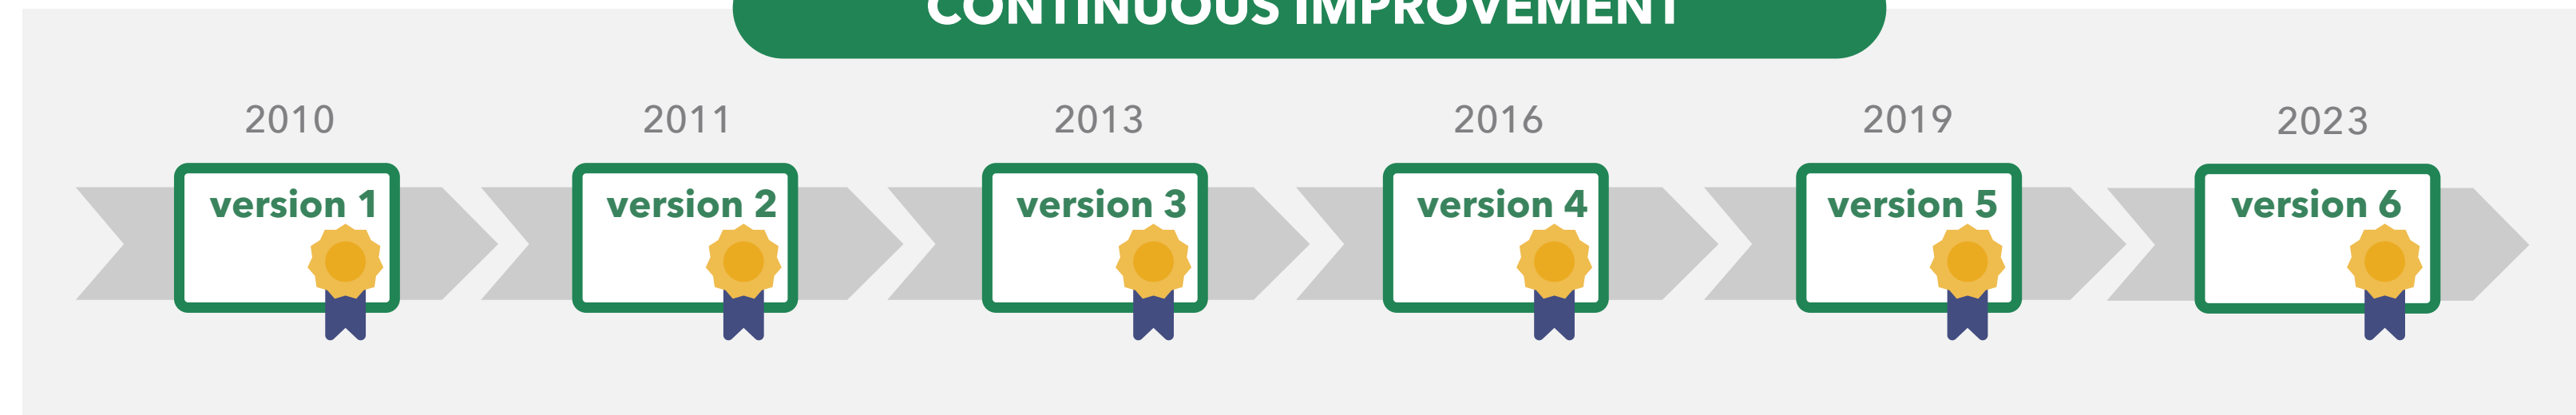 CONTINUOUS IMPROVEMENT
2010 2011 2013 2016 2019 2023
version 1 version 2 version 3 version 4 version 5 version 6